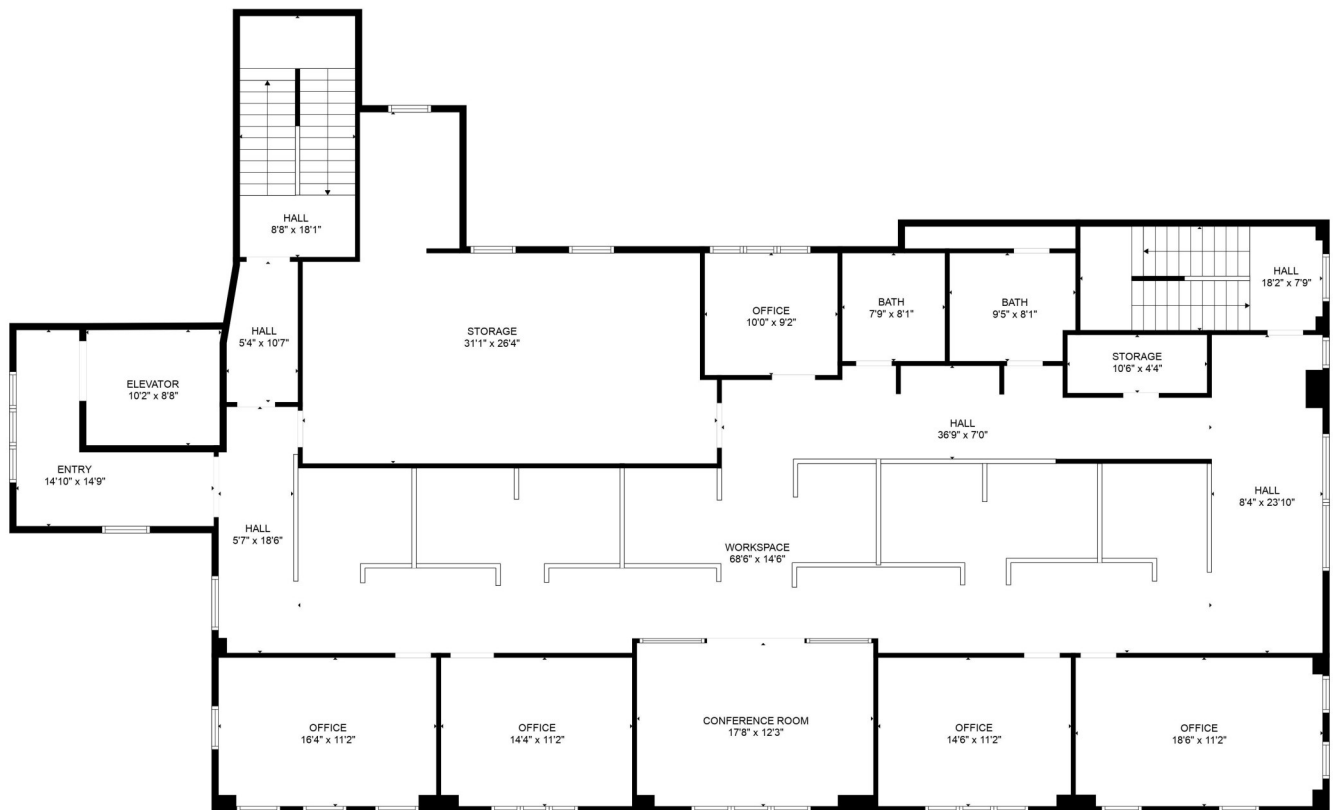 HALL
8'8" x 18'1"
HALL
5'4" x 10'7"
STORAGE
31'1" x 26'4"
OFFICE
10'0" x 9'2"
BATH
7'9" x 8'1"
BATH
9'5" x 8'1"
HALL
18'2" x 7'9"
STORAGE
10'6" x 4'4"
ELEVATOR
10'2" x 8'8"
HALL
36'9" x 7'0"
ENTRY
14'10" x 14'9"
HALL
5'7" x 18'6"
WORKSPACE
68'6" x 14'6"
HALL
8'4" x 23'10"
OFFICE
16'4" x 11'2"
OFFICE
14'4" x 11'2"
CONFERENCE ROOM
17'8" x 12'3"
OFFICE
14'6" x 11'2"
OFFICE
18'6" x 11'2"